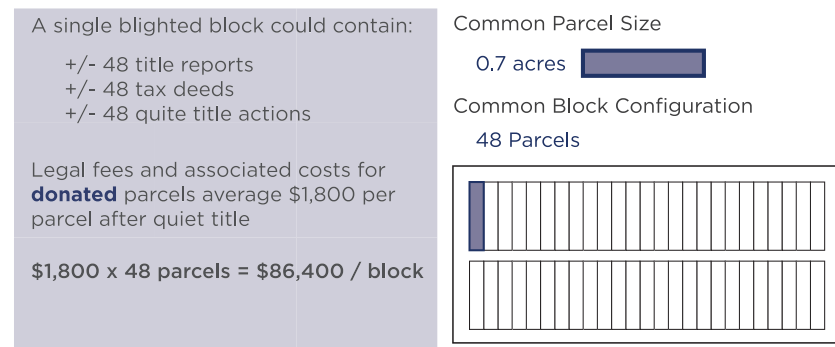 A single blighted block could contain:
+/- 48 title reports
+/- 48 tax deeds
+/- 48 quite title actions
Legal fees and associated costs for
donated parcels average $1,800 per
parcel after quiet title
$1,800 x 48 parcels = $86,400 / block
Common Parcel Size
0.7 acres
Common Block Configuration
48 Parcels